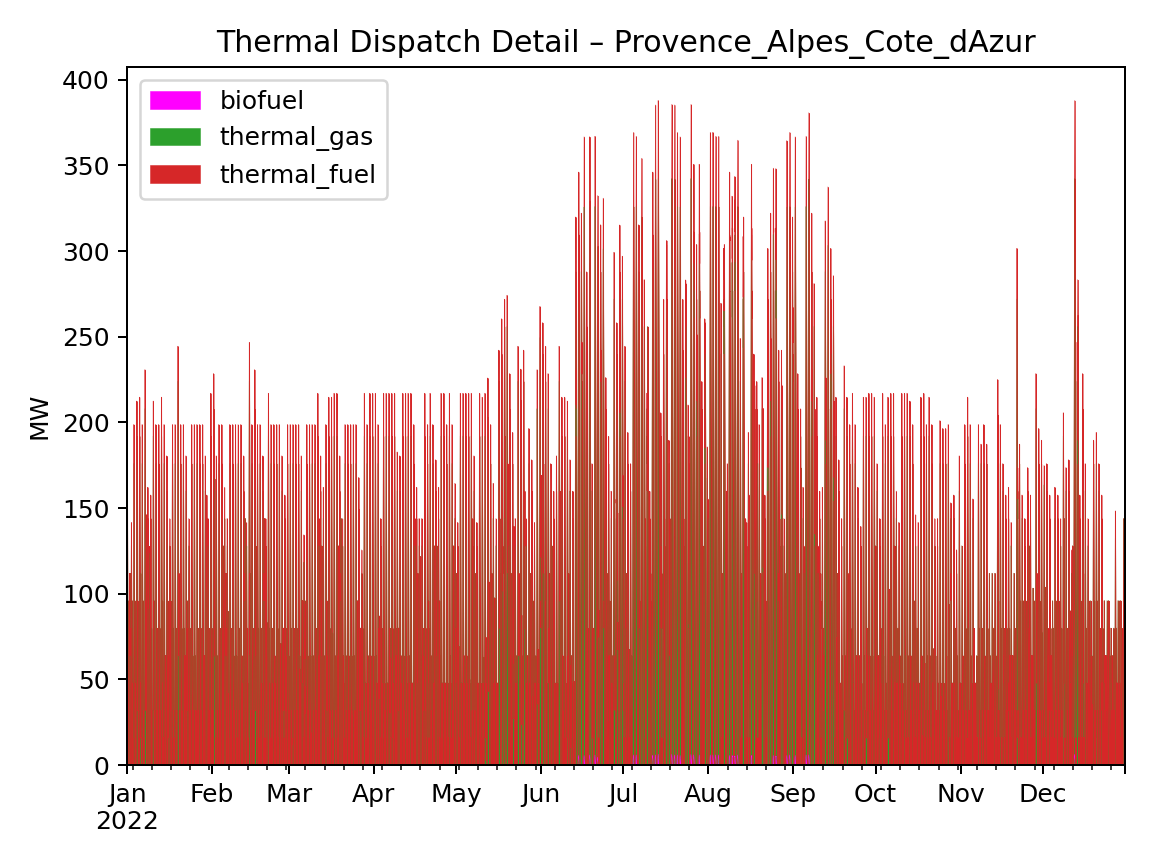 Thermal Dispatch Detail – Provence_Alpes_Cote_dAzur
400
350
300
250
200
150
100
50
0
MW
biofuel
thermal_gas
thermal_fuel
Jan Feb Mar Apr May Jun Jul Aug Sep Oct Nov Dec
2022